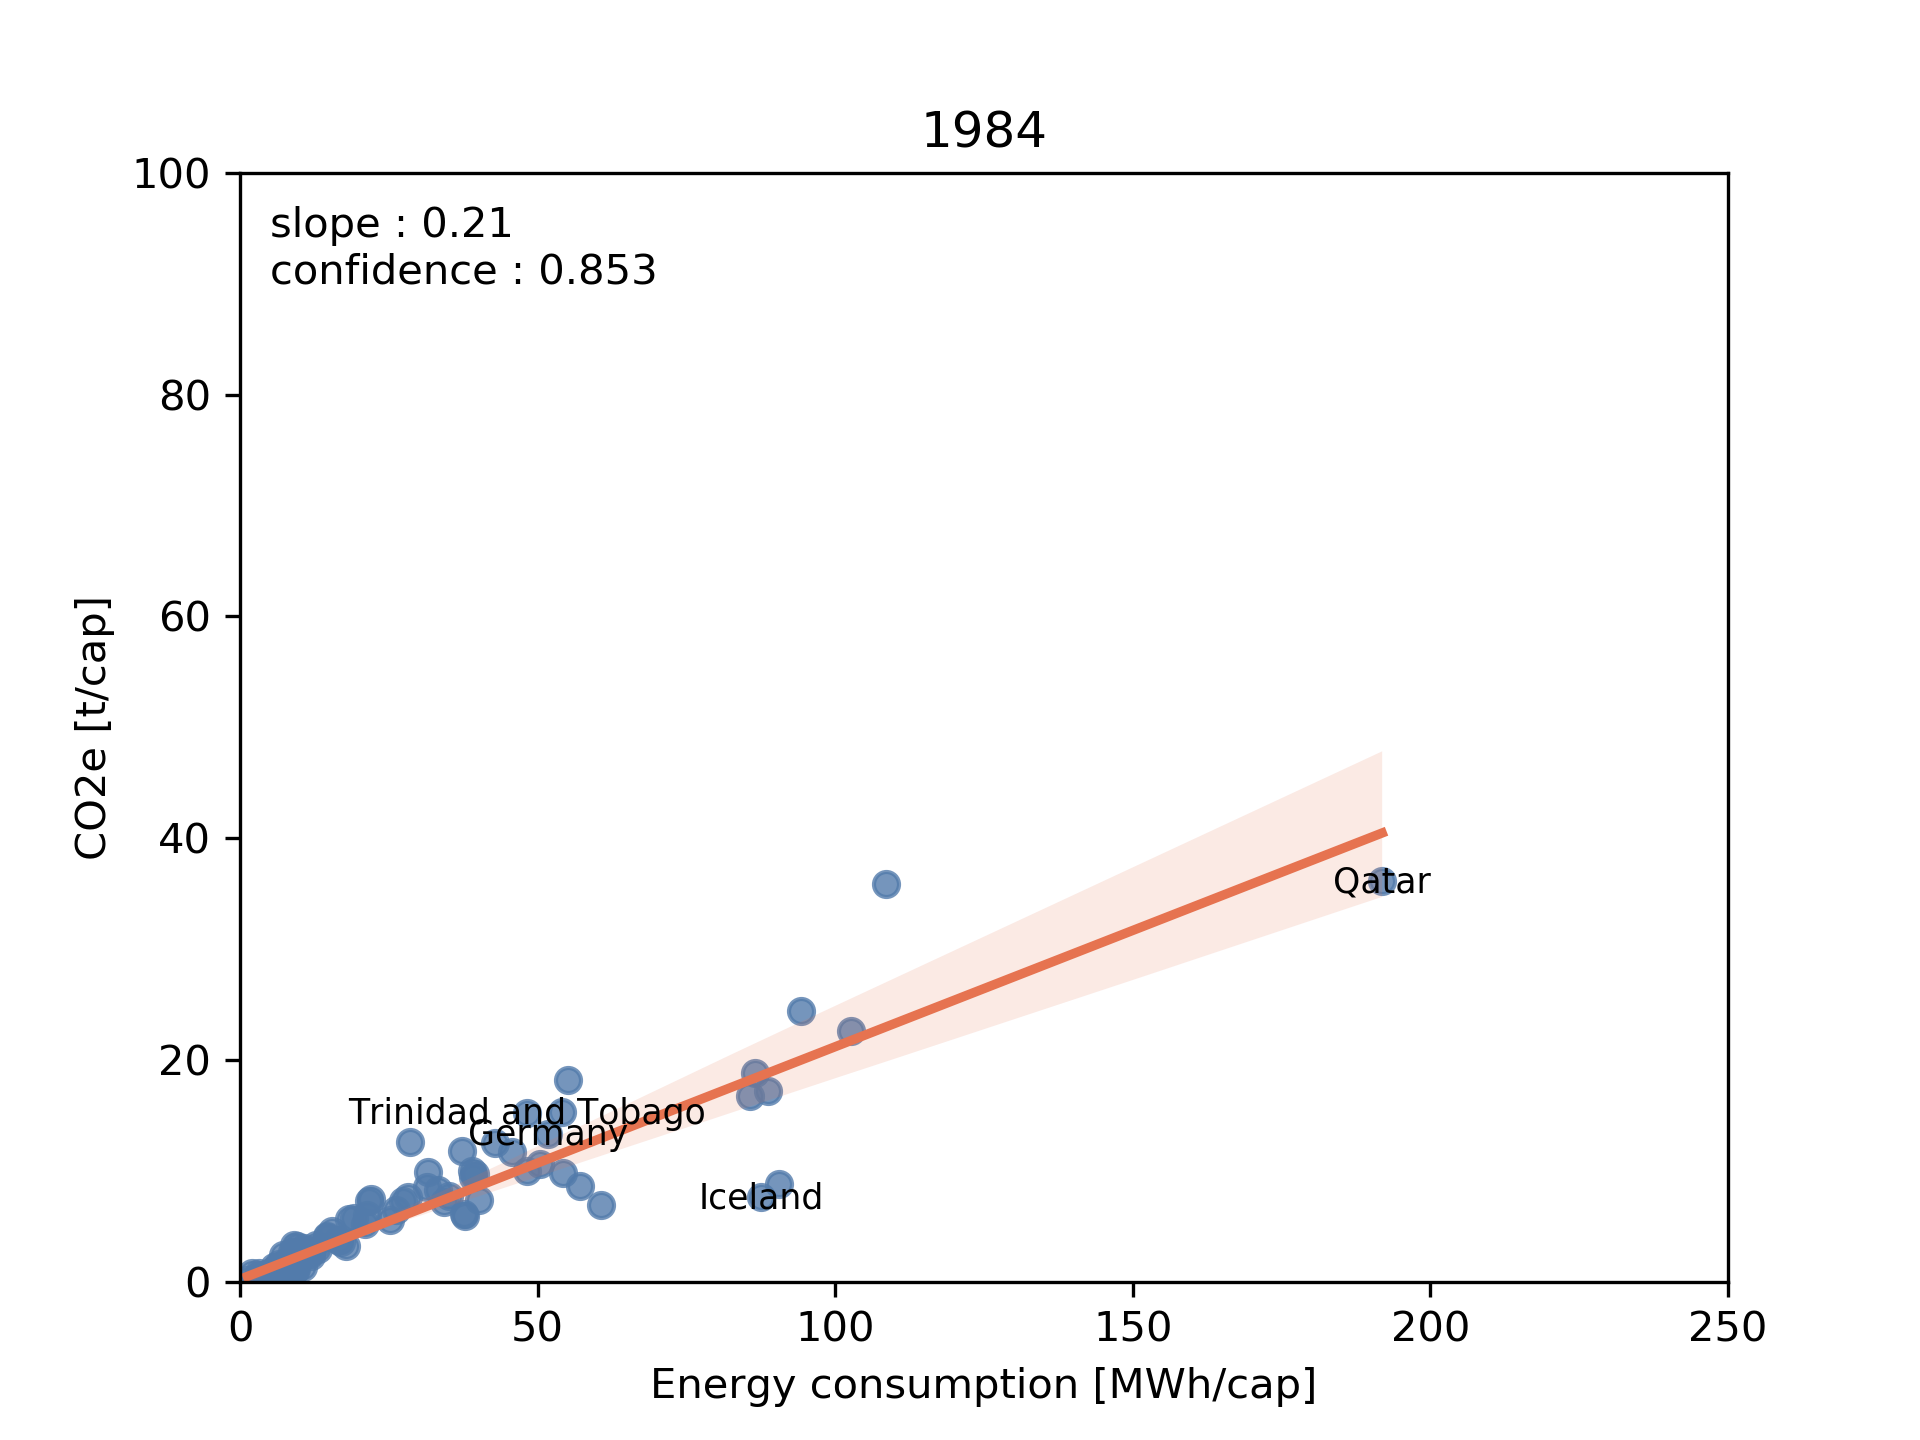 1984
slope : 0.21
confidence : 0.853
100
80
60
40
20
0
CO2e [t/cap]
Qatar
Trinidad and Tobago
Germany
Iceland
0 50 100 150 200 250
Energy consumption [MWh/cap]